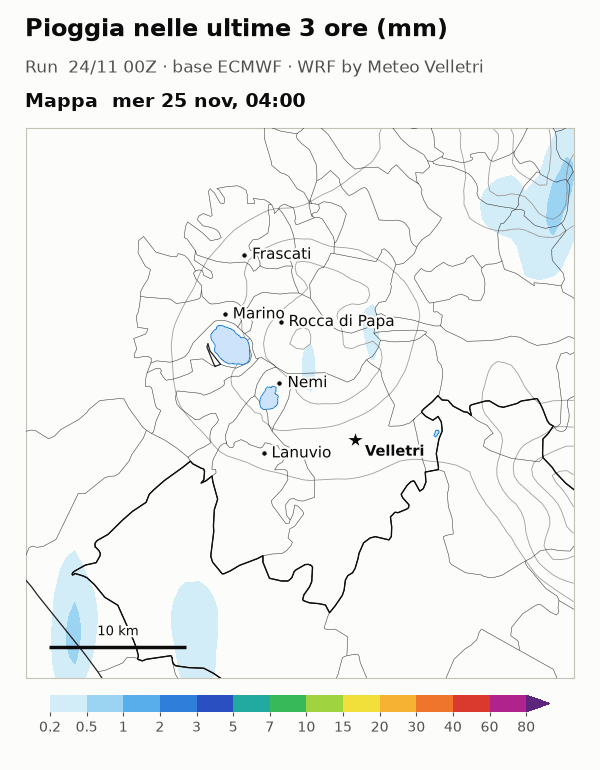 Pioggia nelle ultime 3 ore (mm)
Run  24/11 00Z · base ECMWF · WRF by Meteo Velletri
Mappa  mer 25 nov, 04:00
Frascati
Marino
Rocca di Papa
Nemi
Velletri
Lanuvio
10 km
0.2 0.5 1 2 3 5 7 10 15 20 30 40 60 80